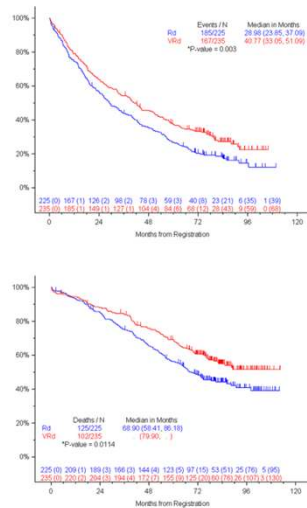 Events / N Median in Months
Rd 185/225 28.98 (23.85, 37.09)
VRd 167/235 40.77 (33.05, 51.09)
*P-value = 0.003
100%
80%
60%
40%
20%
0%
225 (0) 167 (1) 126 (2) 98 (2) 78 (3) 59 (3) 40 (8) 23 (21) 6 (35) 1 (39)
235 (0) 185 (1) 149 (1) 127 (1) 104 (4) 94 (6) 68 (12) 28 (43) 9 (59) 0 (68)
0 24 48 72 96 120
Months from Registration
100%
80%
60%
40%
20%
0%
Deaths / N Median in Months
Rd 125/225 68.90 (58.41, 86.18)
VRd 102/235 (79.90, . )
*P-value = 0.0114
225 (0) 209 (1) 189 (3) 166 (3) 144 (4) 123 (5) 97 (15) 53 (51) 25 (76) 5 (95)
235 (0) 220 (2) 204 (3) 194 (4) 172 (7) 155 (9) 125 (20) 60 (76) 26 (107) 3 (130)
0 24 48 72 96 120
Months from Registration